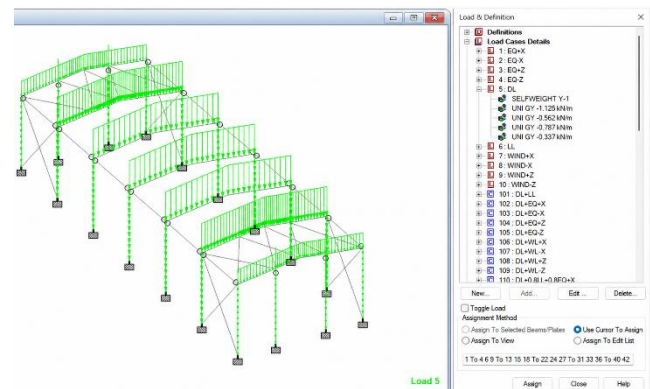 Load & Definition
Definitions
Load Cases Details
1 : EQ+X
2 : EQ-X
3 : EQ+Z
4 : EQ-Z
5 : DL
SELFWEIGHT Y-1
UNI GY -1.125 kN/m
UNI GY -0.562 kN/m
UNI GY -0.787 kN/m
UNI GY -0.337 kN/m
6 : LL
7 : WIND+X
8 : WIND-X
9 : WIND+Z
10 : WIND-Z
101 : DL+LL
102 : DL+EQ+X
103 : DL+EQ-X
104 : DL+EQ+Z
105 : DL+EQ-Z
106 : DL+WL+X
107 : DL+WL-X
108 : DL+WL+Z
109 : DL+WL-Z
110 : DL+0.8LL+0.8EQ+X
New...
Add...
Edit ...
Delete...
Toggle Load
Assignment Method
Assign To Selected Beams/Plates
Use Cursor To Assign
Assign To View
Assign To Edit List
1 To 4 6 9 To 13 15 18 To 22 24 27 To 31 33 36 To 40 42
Assign
Close
Help
Load 5